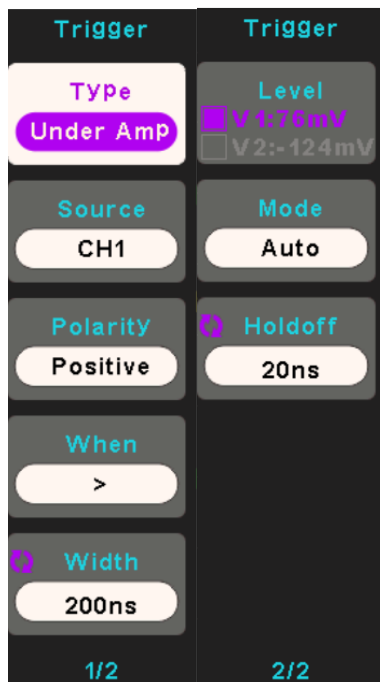 Trigger
Type
Under Amp
Source
CH1
Polarity
Positive
When
>
Width
200ns
1/2
Trigger
Level
V1:76mV
V2:-124mV
Mode
Auto
Holdoff
20ns
2/2